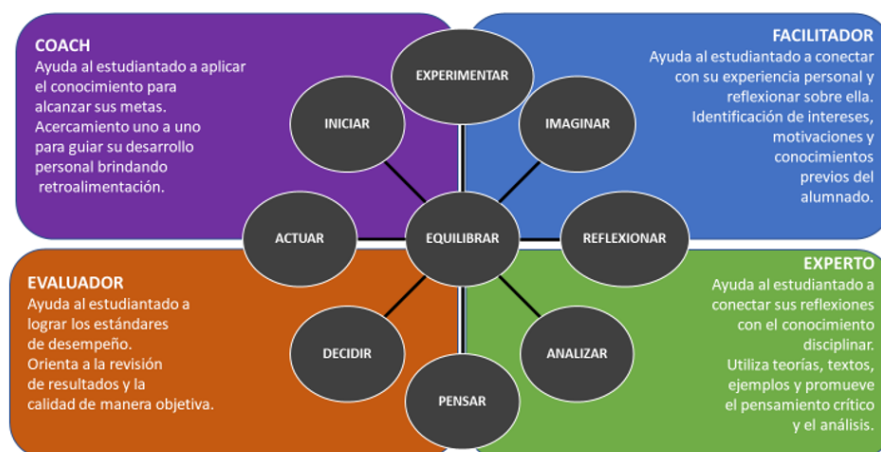 COACH
Ayuda al estudiantado a aplicar
el conocimiento para
alcanzar sus metas.
Acercamiento uno a uno
para guiar su desarrollo
personal brindando
retroalimentación.
FACILITADOR
Ayuda al estudiantado a conectar
con su experiencia personal y
reflexionar sobre ella.
Identificación de intereses,
motivaciones y
conocimientos
previos del
alumnado.
EXPERIMENTAR
INICIAR
IMAGINAR
ACTUAR
EQUILIBRAR
REFLEXIONAR
DECIDIR
ANALIZAR
PENSAR
EVALUADOR
Ayuda al estudiantado a
lograr los estándares
de desempeño.
Orienta a la revisión
de resultados y la
calidad de manera objetiva.
EXPERTO
Ayuda al estudiantado a
conectar sus reflexiones
con el conocimiento
disciplinar.
Utiliza teorías, textos,
ejemplos y promueve
el pensamiento crítico
y el análisis.